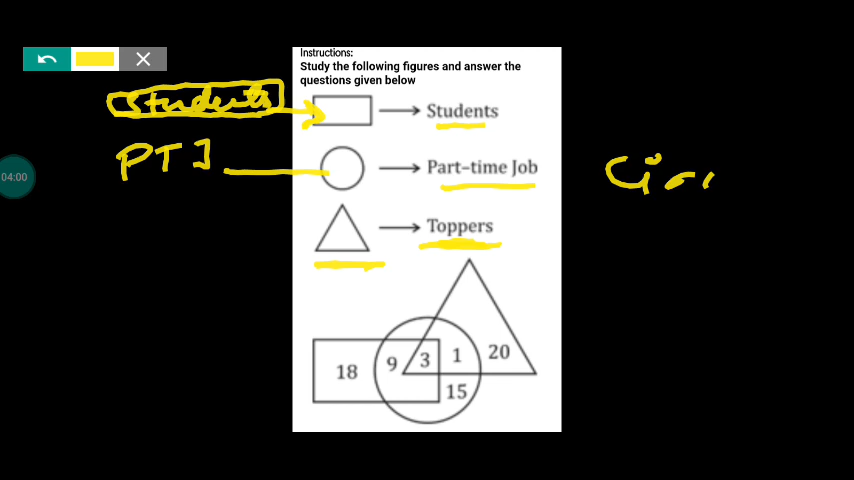 Instructions:
Study the following figures and answer the
questions given below
Students
Students
PTJ
Part-time Job
04:00
Toppers
18
9
3
1
20
15